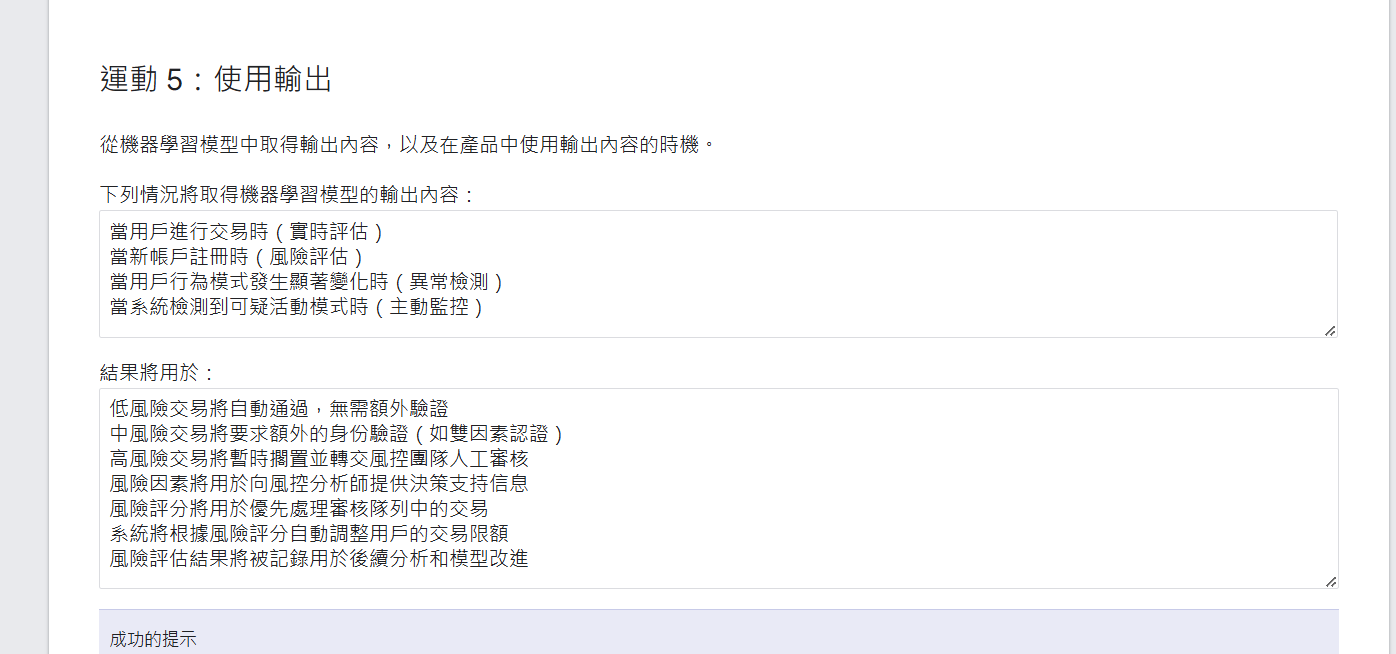 運動 5：使用輸出
從機器學習模型中取得輸出內容，以及在產品中使用輸出內容的時機。
下列情況將取得機器學習模型的輸出內容：
當用戶進行交易時（實時評估）
當新帳戶註冊時（風險評估）
當用戶行為模式發生顯著變化時（異常檢測）
當系統檢測到可疑活動模式時（主動監控）
結果將用於：
低風險交易將自動通過，無需額外驗證
中風險交易將要求額外的身份驗證（如雙因素認證）
高風險交易將暫時擱置並轉交風控團隊人工審核
風險因素將用於向風控分析師提供決策支持信息
風險評分將用於優先處理審核隊列中的交易
系統將根據風險評分自動調整用戶的交易限額
風險評估結果將被記錄用於後續分析和模型改進
成功的提示